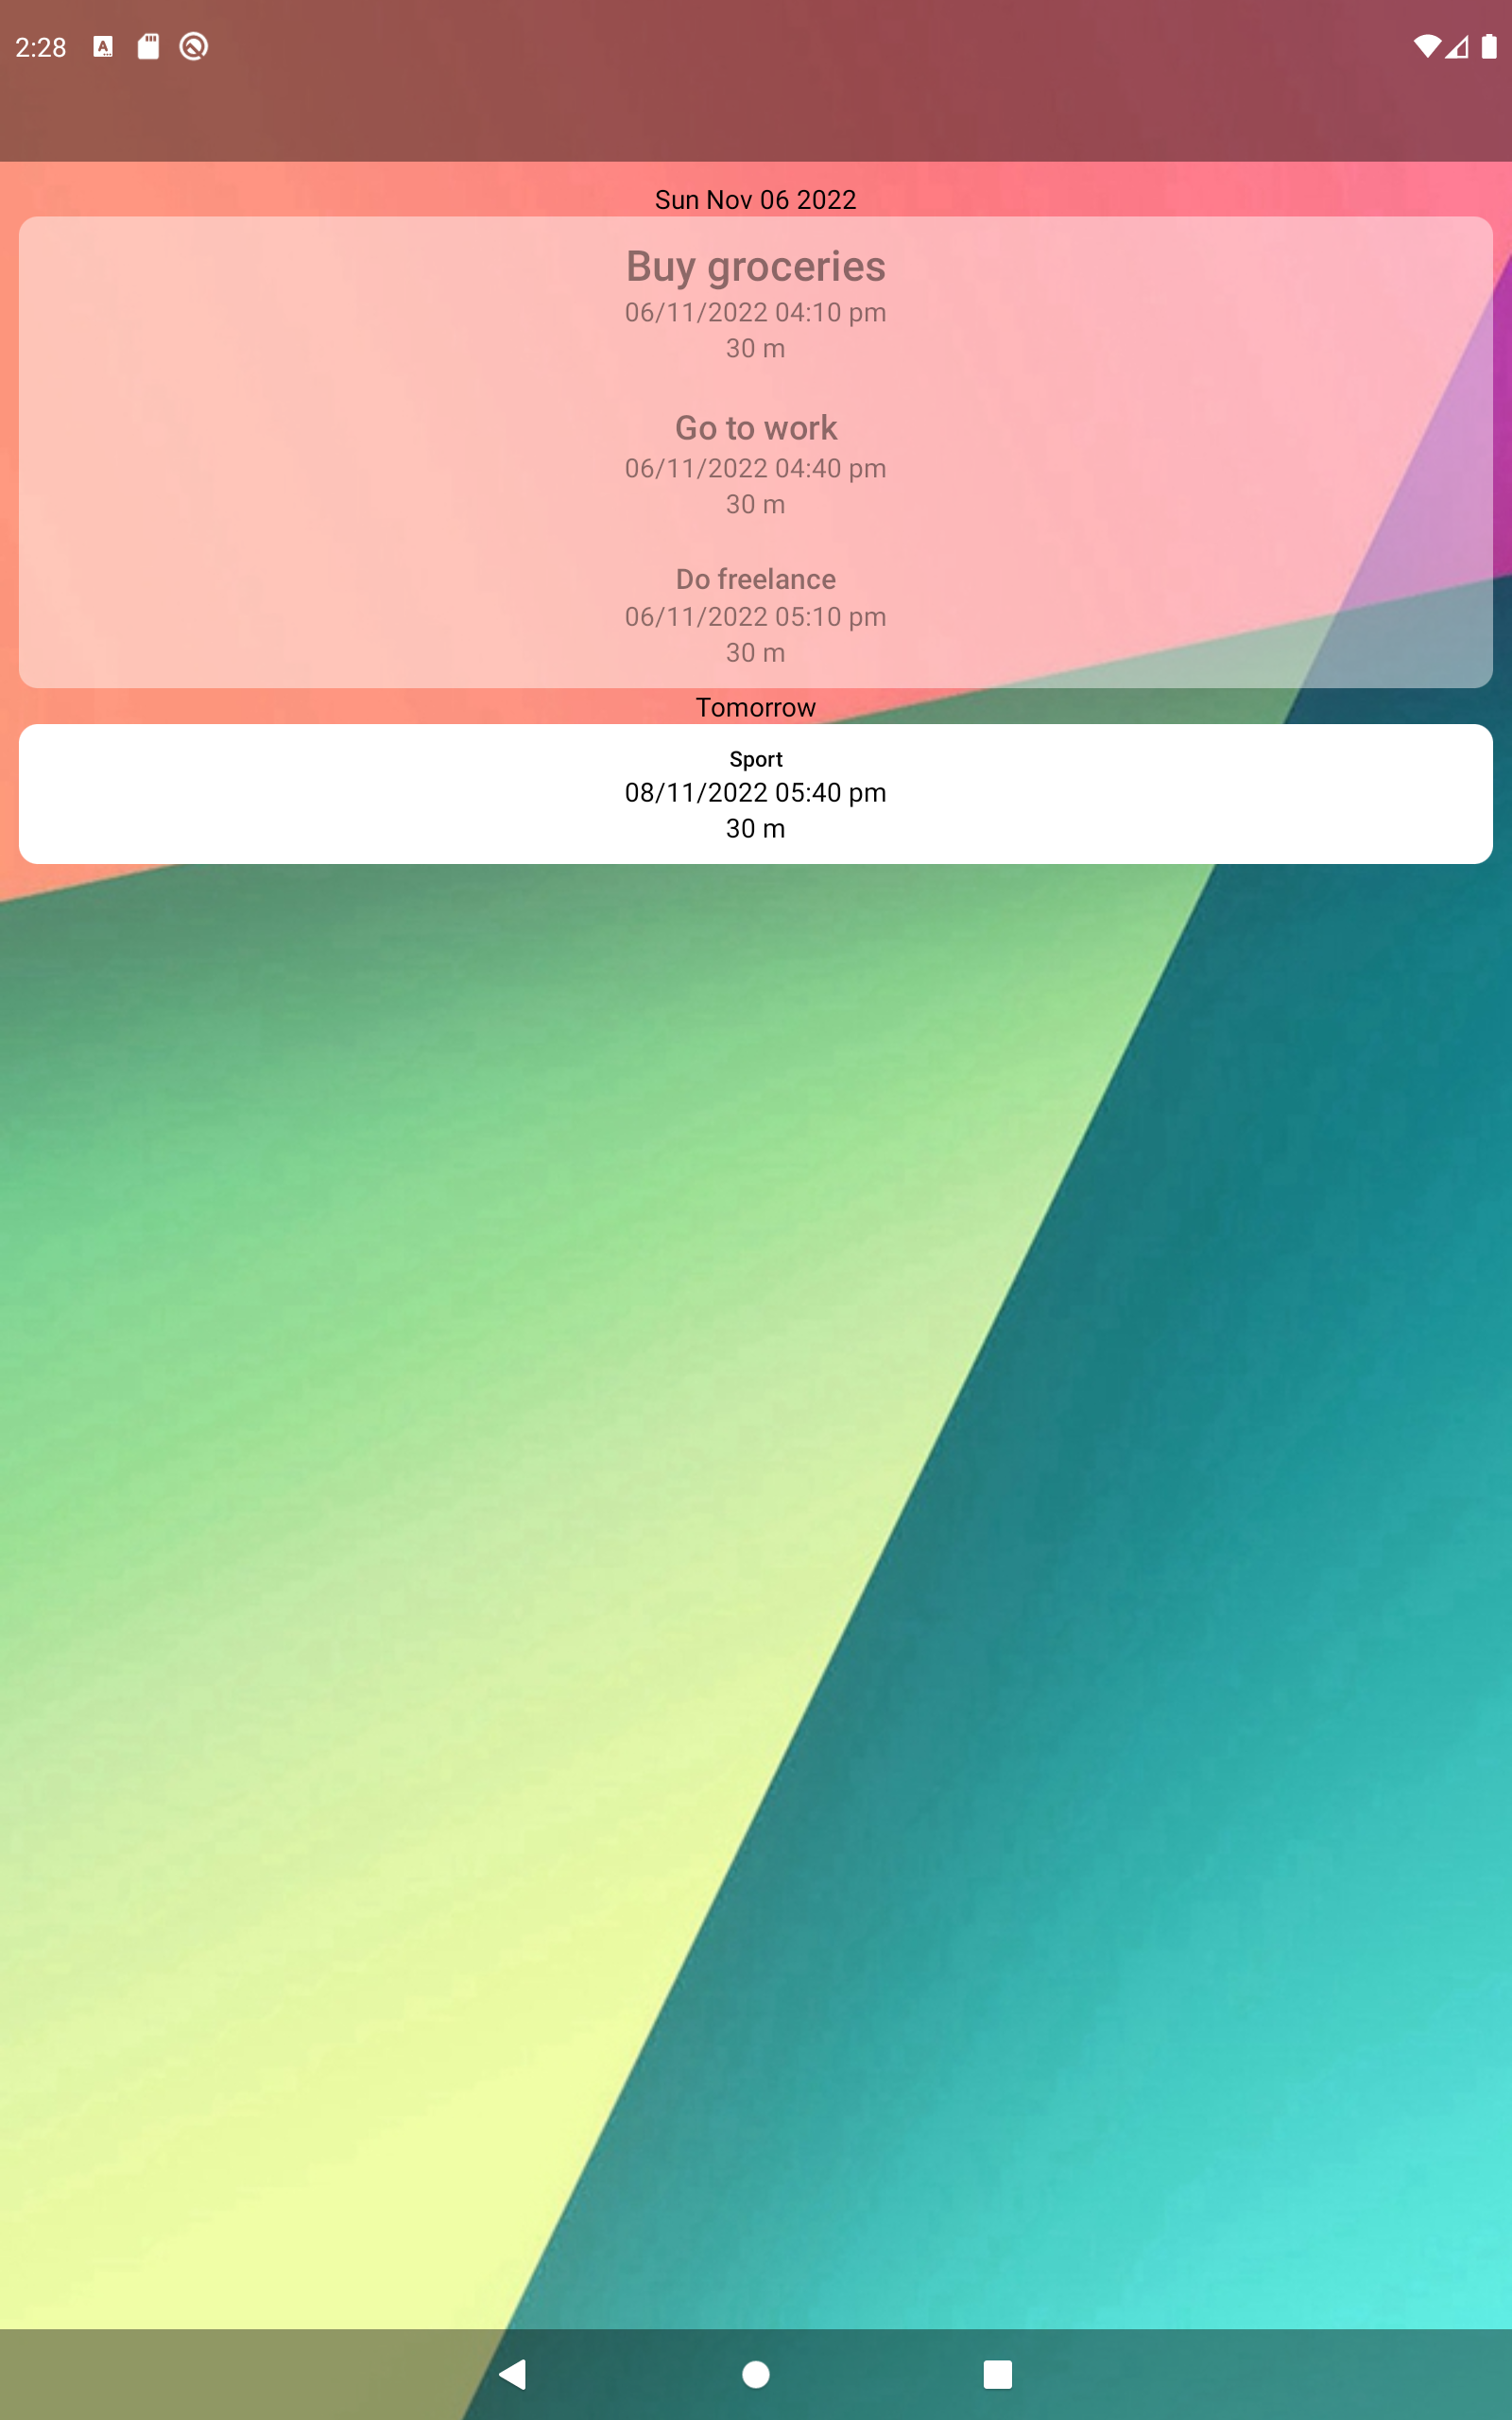 2:28
Sun Nov 06 2022
Buy groceries
06/11/2022 04:10 pm
30 m
Go to work
06/11/2022 04:40 pm
30 m
Do freelance
06/11/2022 05:10 pm
30 m
Tomorrow
Sport
08/11/2022 05:40 pm
30 m